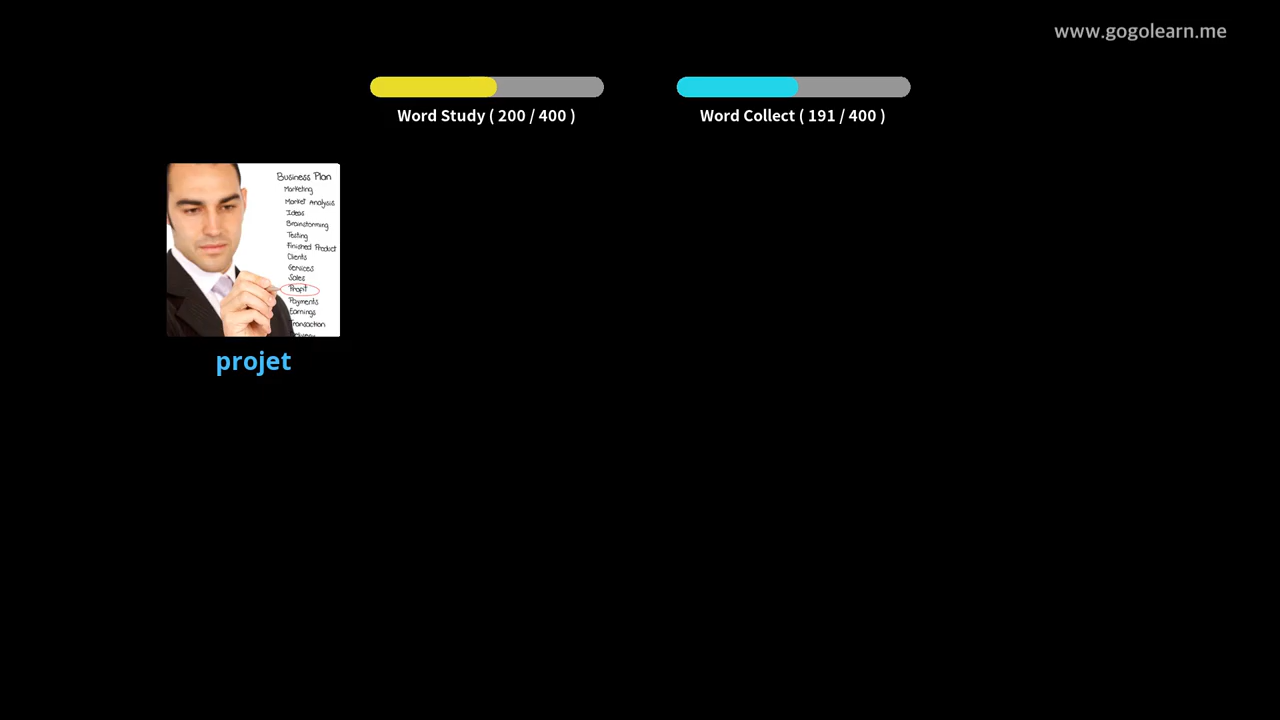 www.gogolearn.me
Word Study ( 200 / 400 )
Word Collect ( 191 / 400 )
Business Plan
Marketing
Market Analysis
Ideas
Brainstorming
Testing
Finished Product
Clients
Services
Sales
Profit
Payments
Earnings
Transaction
projet